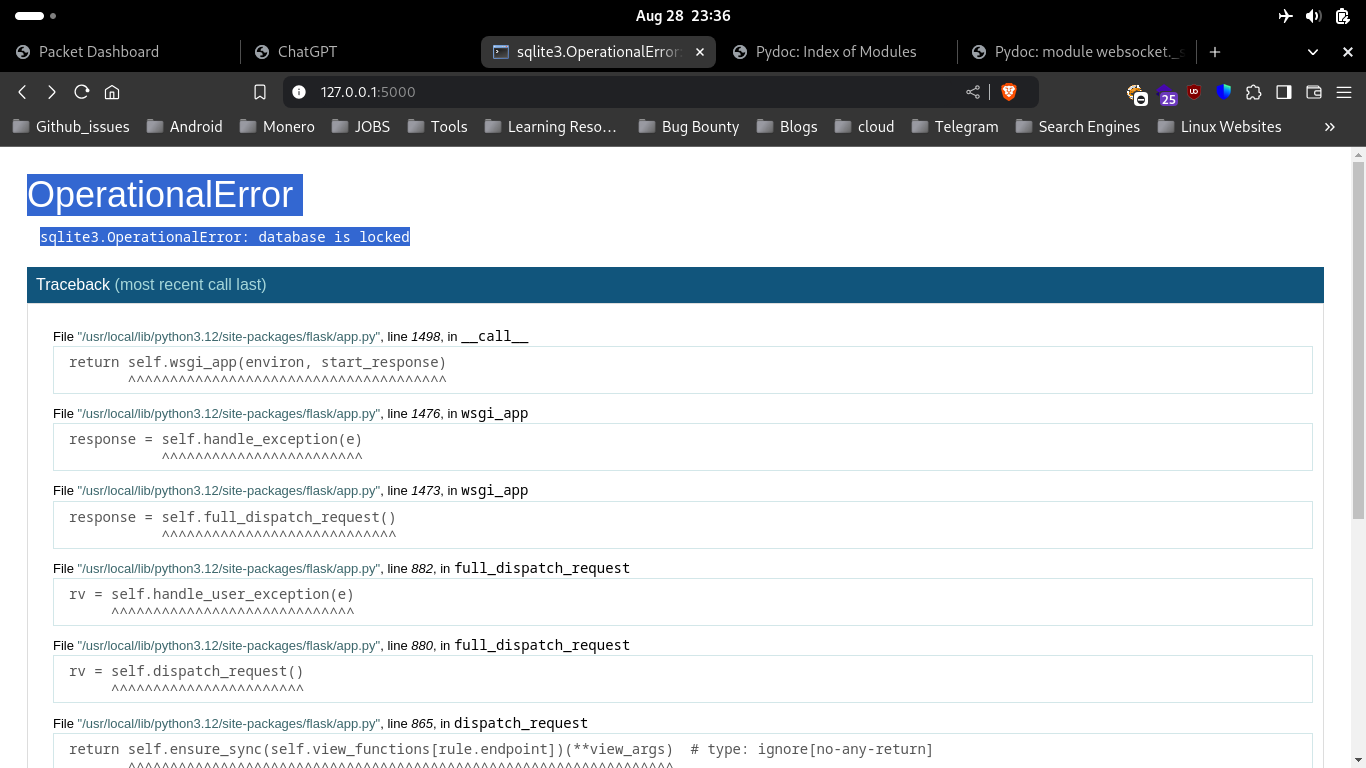 Aug 28 23:36
Packet Dashboard
ChatGPT
sqlite3.OperationalError:
Pydoc: Index of Modules
Pydoc: module websocket._s
127.0.0.1:5000
25
Github_issues
Android
Monero
JOBS
Tools
Learning Reso…
Bug Bounty
Blogs
cloud
Telegram
Search Engines
Linux Websites
OperationalError
sqlite3.OperationalError: database is locked
Traceback (most recent call last)
File "/usr/local/lib/python3.12/site-packages/flask/app.py", line 1498, in __call__
return self.wsgi_app(environ, start_response)
^^^^^^^^^^^^^^^^^^^^^^^^^^^^^^^^^^^^^^
File "/usr/local/lib/python3.12/site-packages/flask/app.py", line 1476, in wsgi_app
response = self.handle_exception(e)
^^^^^^^^^^^^^^^^^^^^^^^^
File "/usr/local/lib/python3.12/site-packages/flask/app.py", line 1473, in wsgi_app
response = self.full_dispatch_request()
^^^^^^^^^^^^^^^^^^^^^^^^^^^^
File "/usr/local/lib/python3.12/site-packages/flask/app.py", line 882, in full_dispatch_request
rv = self.handle_user_exception(e)
^^^^^^^^^^^^^^^^^^^^^^^^^^^^^
File "/usr/local/lib/python3.12/site-packages/flask/app.py", line 880, in full_dispatch_request
rv = self.dispatch_request()
^^^^^^^^^^^^^^^^^^^^^^^
File "/usr/local/lib/python3.12/site-packages/flask/app.py", line 865, in dispatch_request
return self.ensure_sync(self.view_functions[rule.endpoint])(**view_args)  # type: ignore[no-any-return]
^^^^^^^^^^^^^^^^^^^^^^^^^^^^^^^^^^^^^^^^^^^^^^^^^^^^^^^^^^^^^^^^^